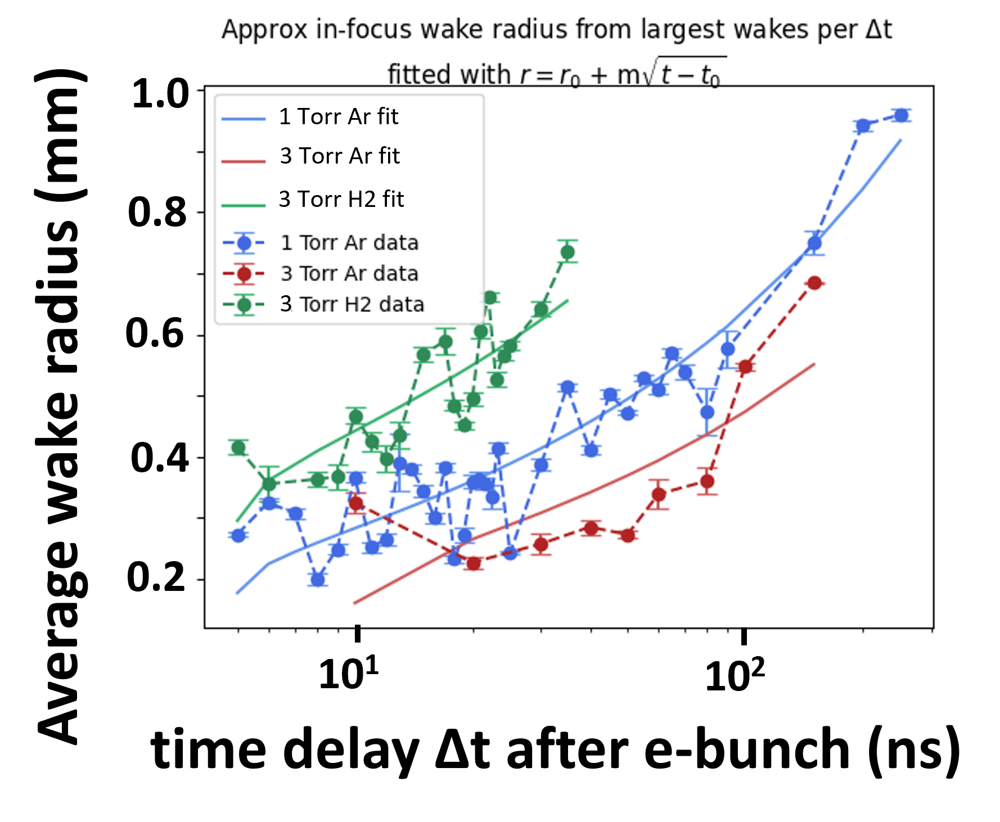 Approx in-focus wake radius from largest wakes per Δt
fitted with r = r₀ + m√(t − t₀)
Average wake radius (mm)
1.0
0.8
0.6
0.4
0.2
1 Torr Ar fit
3 Torr Ar fit
3 Torr H2 fit
1 Torr Ar data
3 Torr Ar data
3 Torr H2 data
10¹ 10²
time delay Δt after e-bunch (ns)